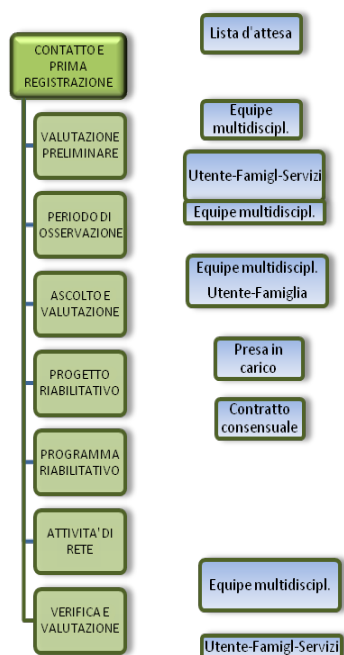 CONTATTO E
PRIMA
REGISTRAZIONE
Lista d'attesa
VALUTAZIONE
PRELIMINARE
Equipe
multidiscipl.
PERIODO DI
OSSERVAZIONE
Utente-Famigl-Servizi
Equipe multidiscipl.
ASCOLTO E
VALUTAZIONE
Equipe multidiscipl.
Utente-Famiglia
PROGETTO
RIABILITATIVO
Presa in
carico
Contratto
consensuale
PROGRAMMA
RIABILITATIVO
ATTIVITA' DI
RETE
Equipe multidiscipl.
VERIFICA E
VALUTAZIONE
Utente-Famigl-Servizi